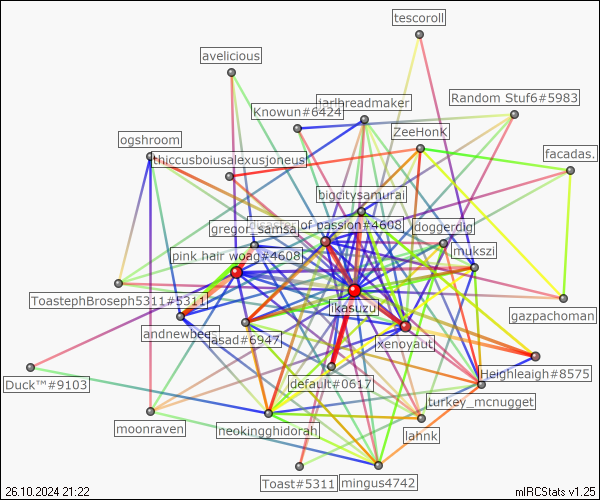 tescoroll
avelicious
jarlbreadmaker
Random Stuf6#5983
Knowun#6424
ZeeHonk
ogshroom
facadas.
thiccusboiusalexusjoneus
bigcitysamurai
gregor_samsa
of passion#4608
doggerdig
mukszi
pink hair woag#4608
ToastephBroseph5311#5311
ikasuzu
gazpachoman
andnewbee
asad#6947
xenoyaut
Heighleigh#8575
Duck™#9103
default#0617
turkey_mcnugget
moonraven
neokingghidorah
lahnk
Toast#5311
mingus4742
26.10.2024 21:22
mIRCStats v1.25